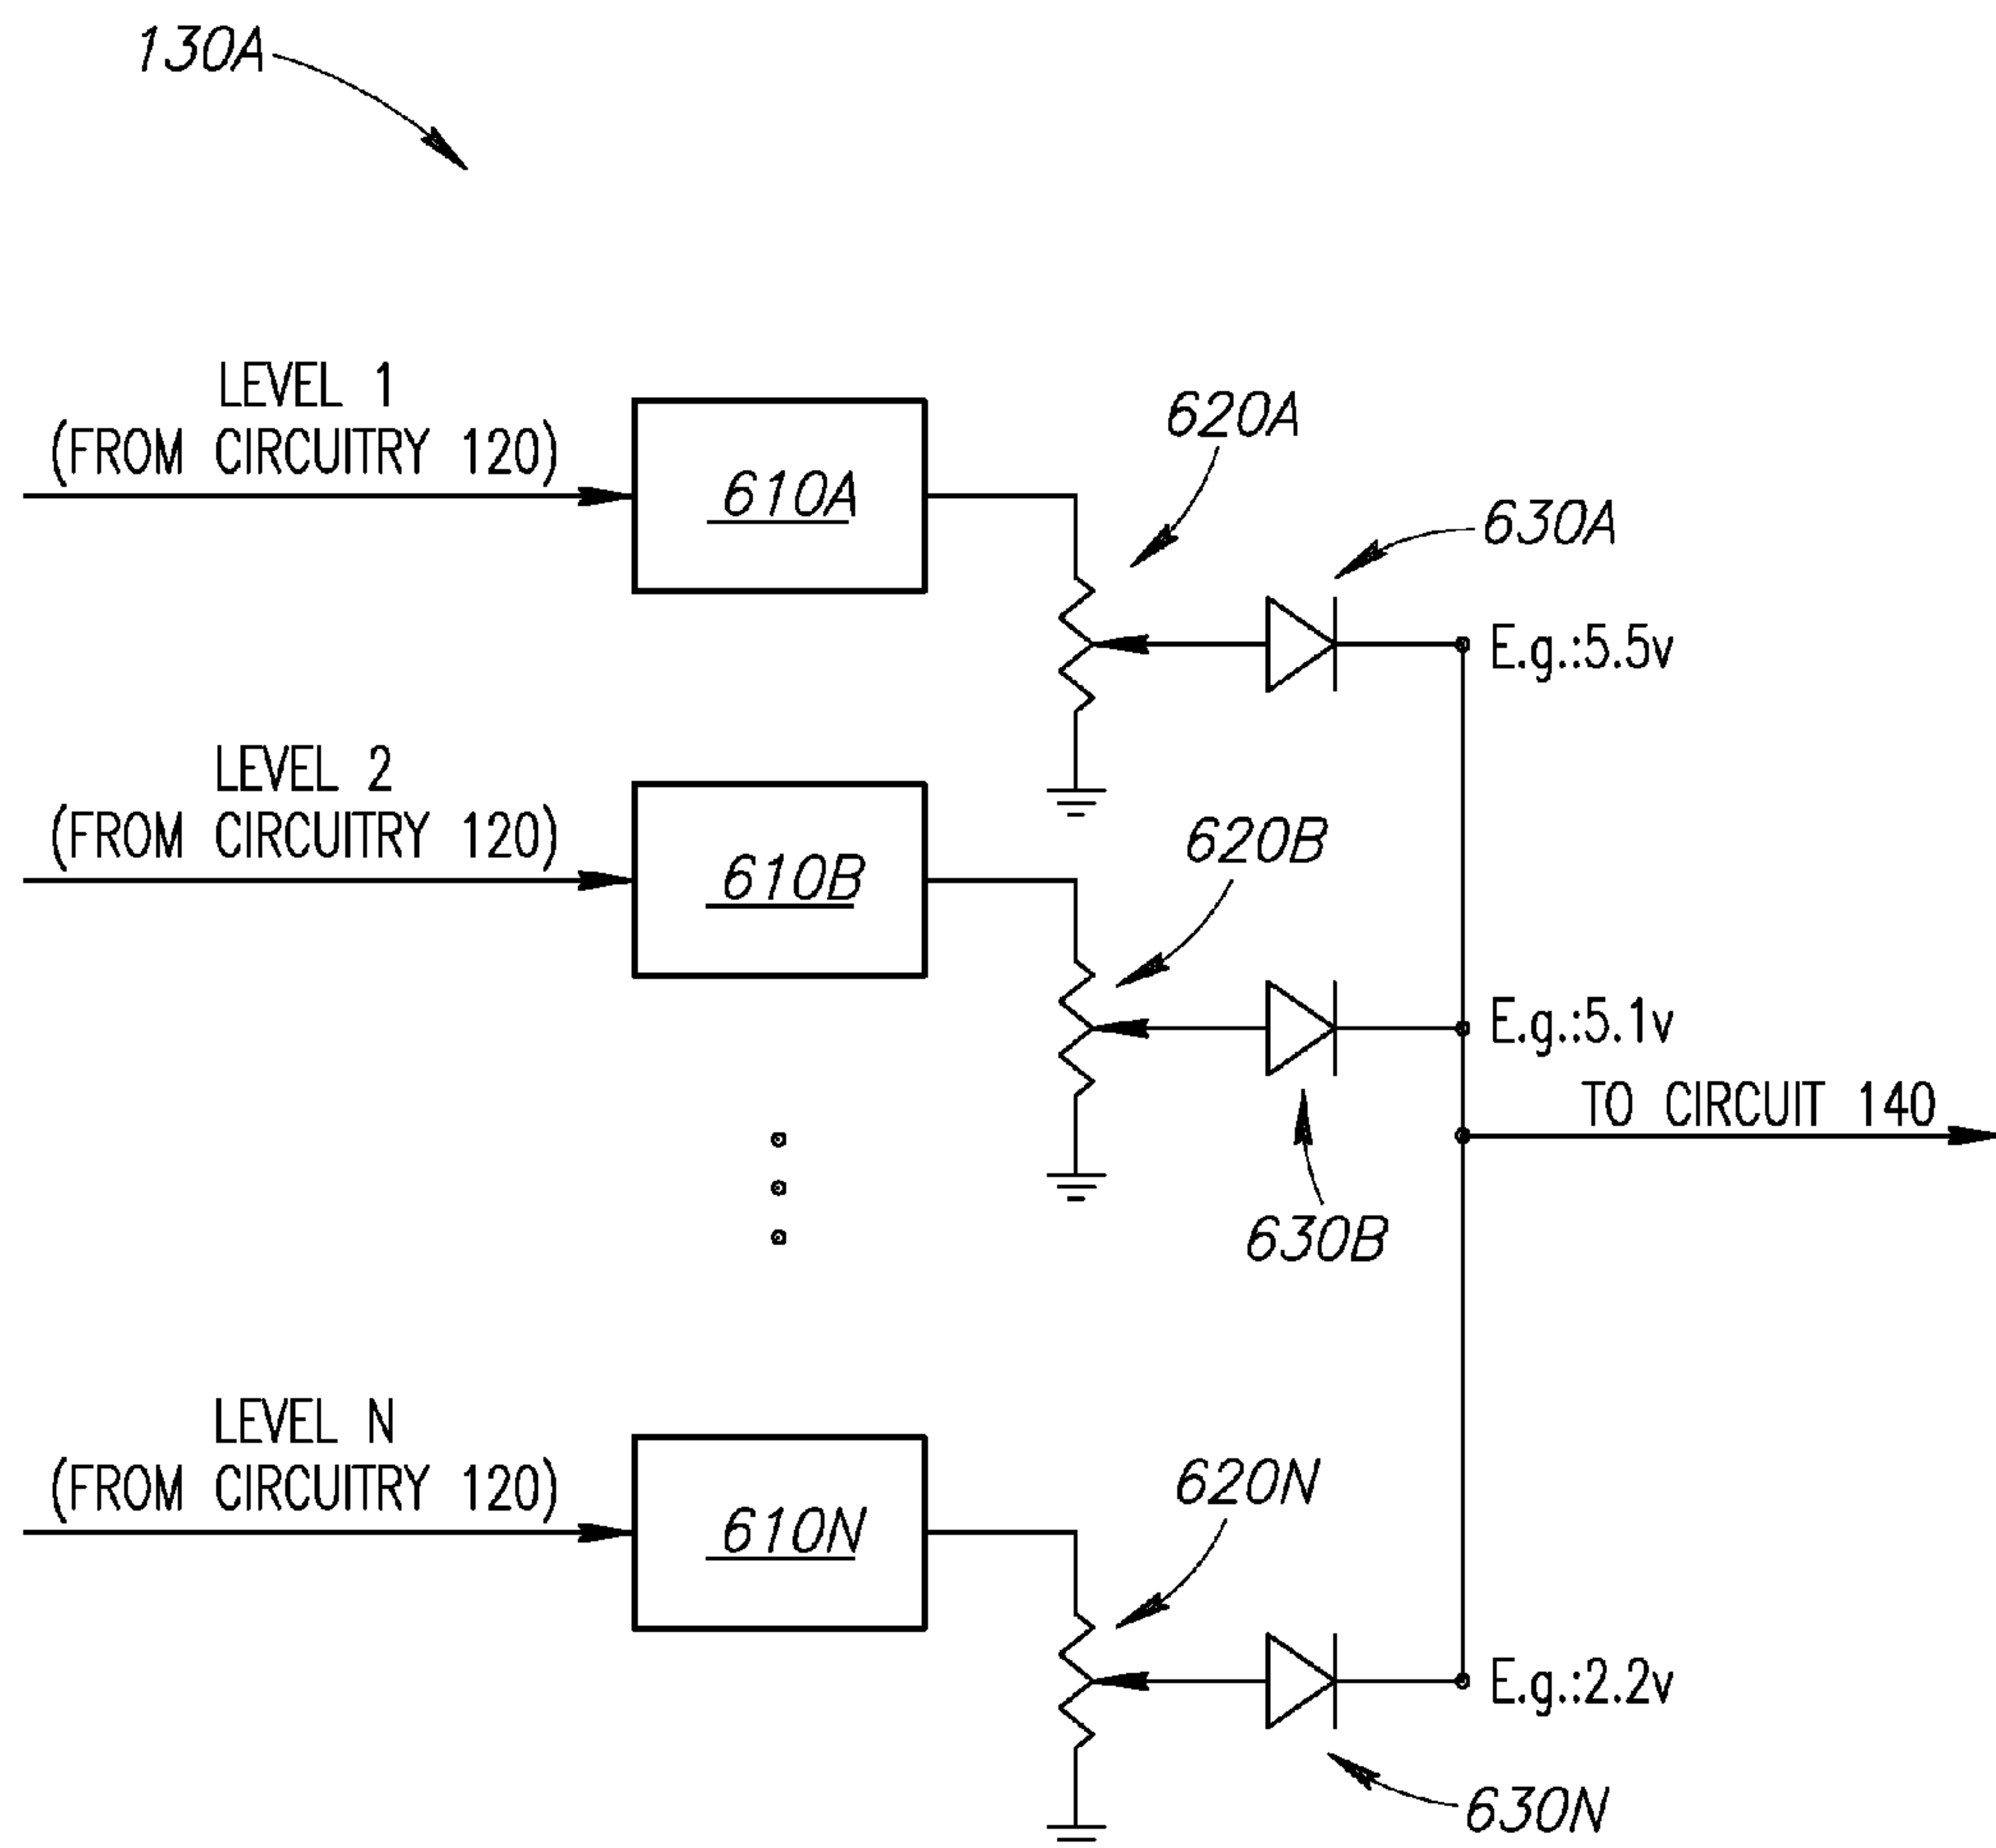 130A
LEVEL 1
(FROM CIRCUITRY 120)
610A
620A
630A
E.g.:5.5v
LEVEL 2
(FROM CIRCUITRY 120)
610B
620B
E.g.:5.1v
TO CIRCUIT 140
630B
LEVEL N
(FROM CIRCUITRY 120)
610N
620N
E.g.:2.2v
630N